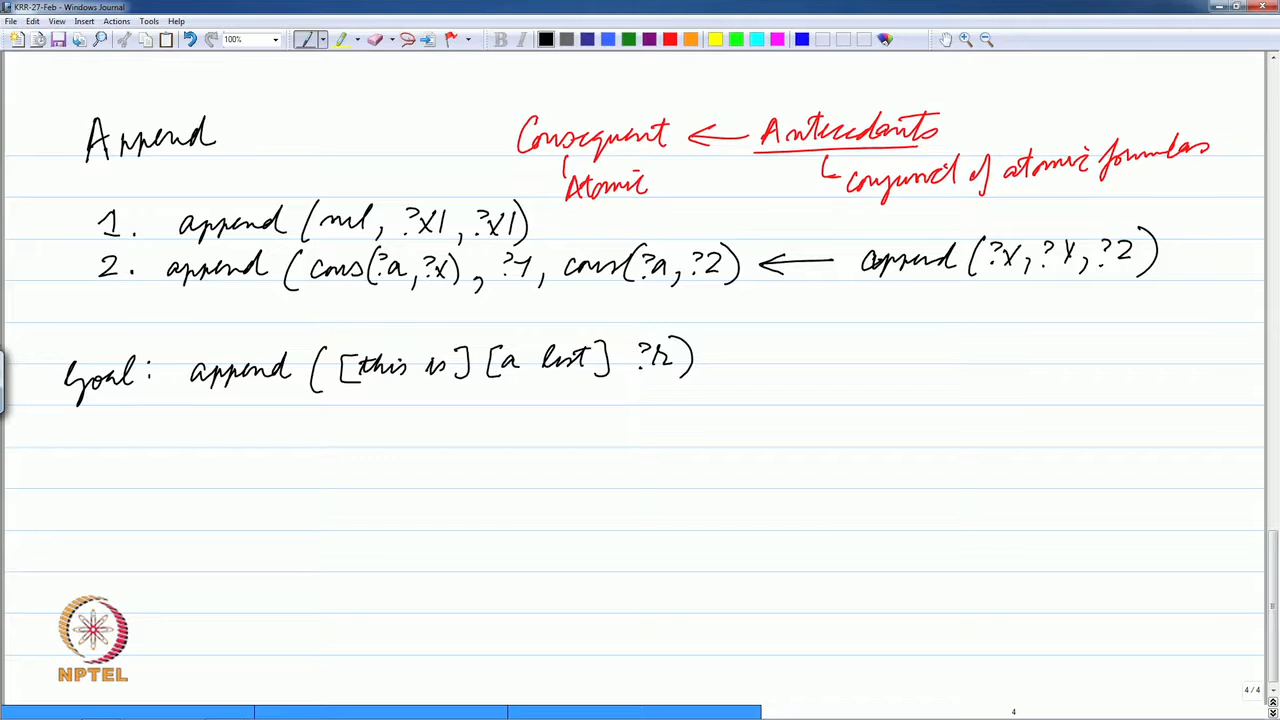 KRR-27-Feb - Windows Journal
File Edit View Insert Actions Tools Help
100%
Append
Consequent ← Antecedants
Atomic
conjunct of atomic formulas
1. append (nil, ?x1, ?x1)
2. append (cons(?a,?x), ?y, cons(?a,?z) ← append (?x,?y,?z)
Goal: append ([this is] [a list] ?r)
NPTEL
4 / 4
4